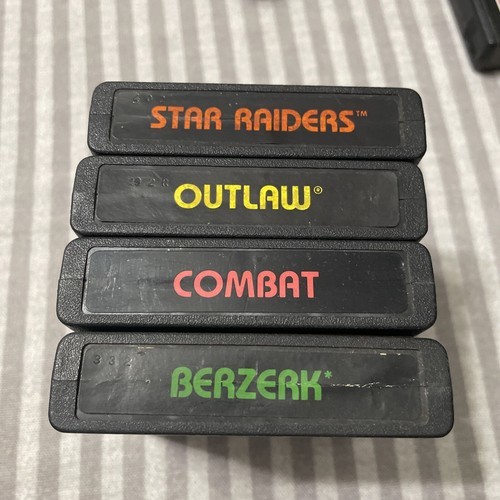 STAR RAIDERS™
OUTLAW®
COMBAT
BERZERK*